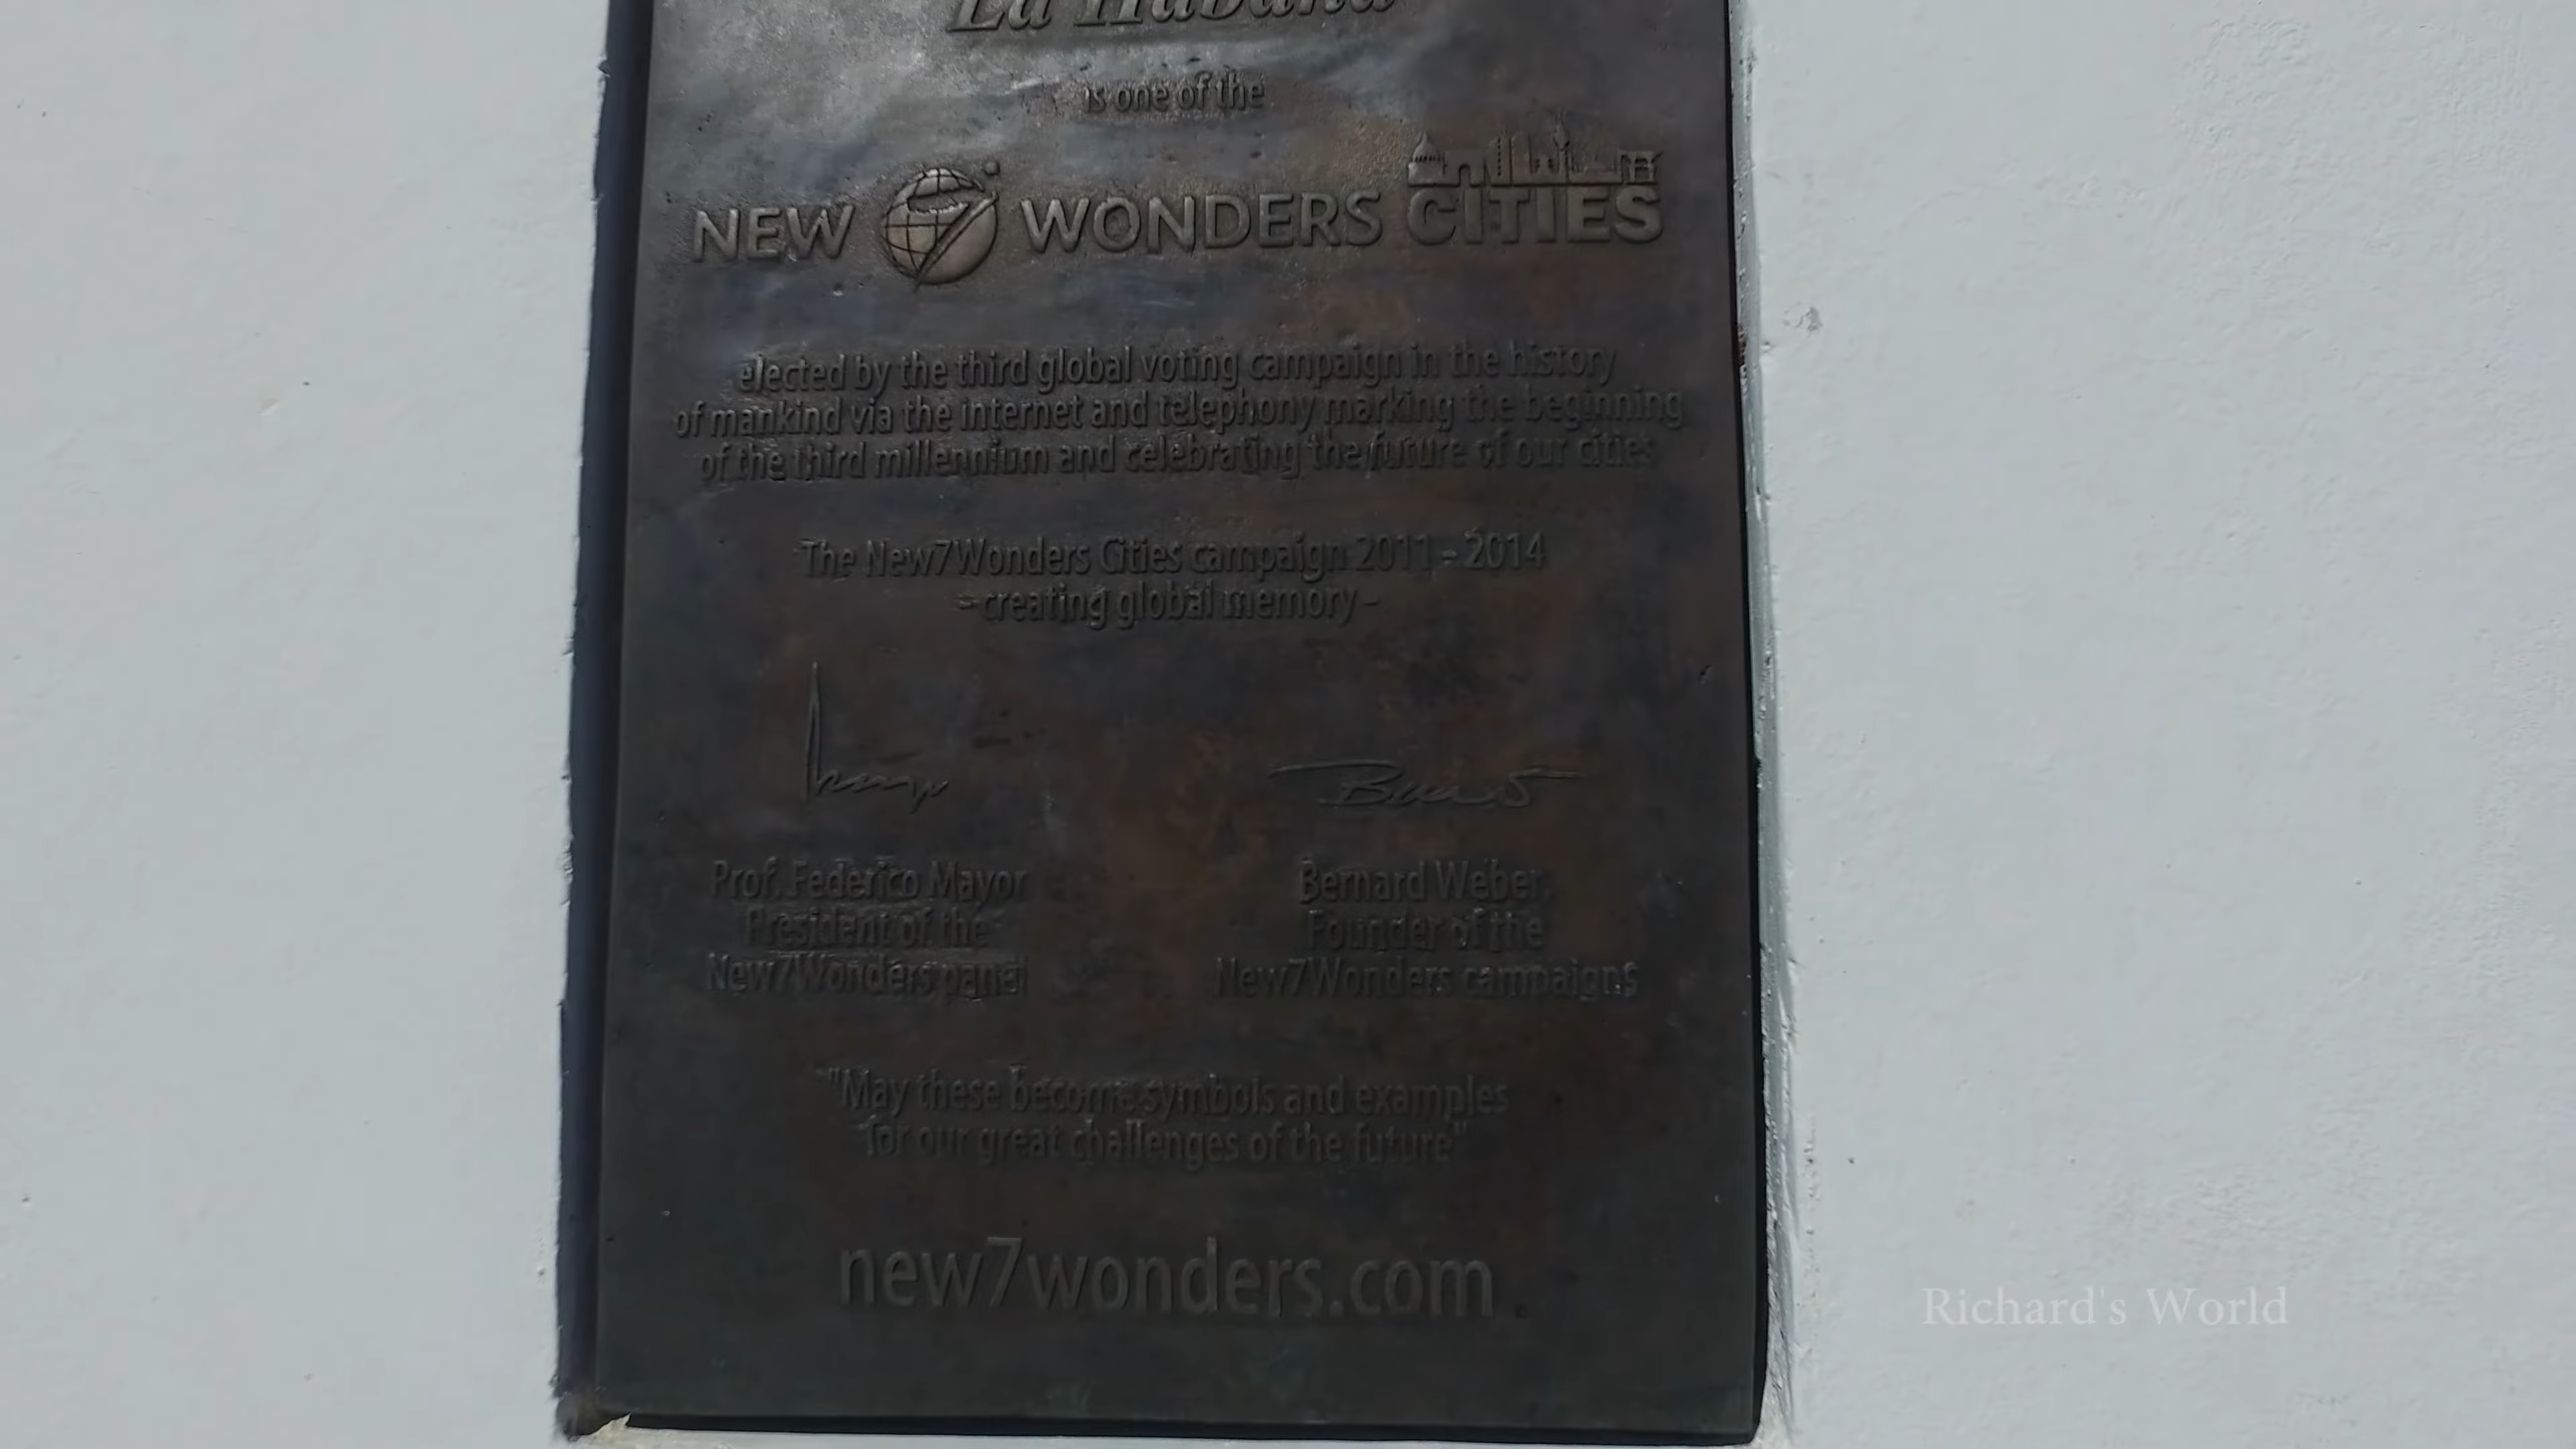 La Habana
is one of the
NEW 7 WONDERS CITIES
elected by the third global voting campaign in the history
of mankind via the internet and telephony marking the beginning
of the third millennium and celebrating the future of our cities
The New7Wonders Cities campaign 2011 - 2014
- creating global memory -
Prof. Federico Mayor
President of the
New7Wonders panel
Bernard Weber
Founder of the
New7Wonders campaigns
"May these become symbols and examples
for our great challenges of the future"
new7wonders.com
Richard's World